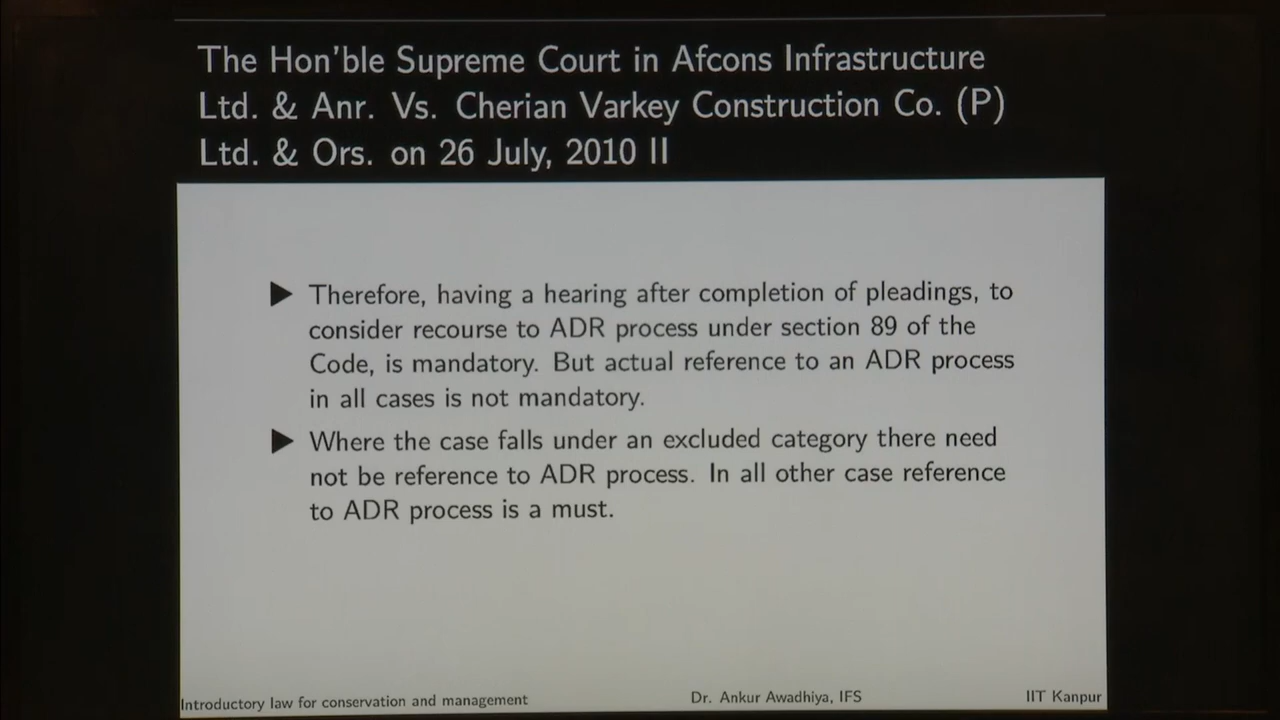 The Hon'ble Supreme Court in Afcons Infrastructure
Ltd. & Anr. Vs. Cherian Varkey Construction Co. (P)
Ltd. & Ors. on 26 July, 2010 II
▶ Therefore, having a hearing after completion of pleadings, to
consider recourse to ADR process under section 89 of the
Code, is mandatory. But actual reference to an ADR process
in all cases is not mandatory.
▶ Where the case falls under an excluded category there need
not be reference to ADR process. In all other case reference
to ADR process is a must.
Introductory law for conservation and management Dr. Ankur Awadhiya, IFS IIT Kanpur